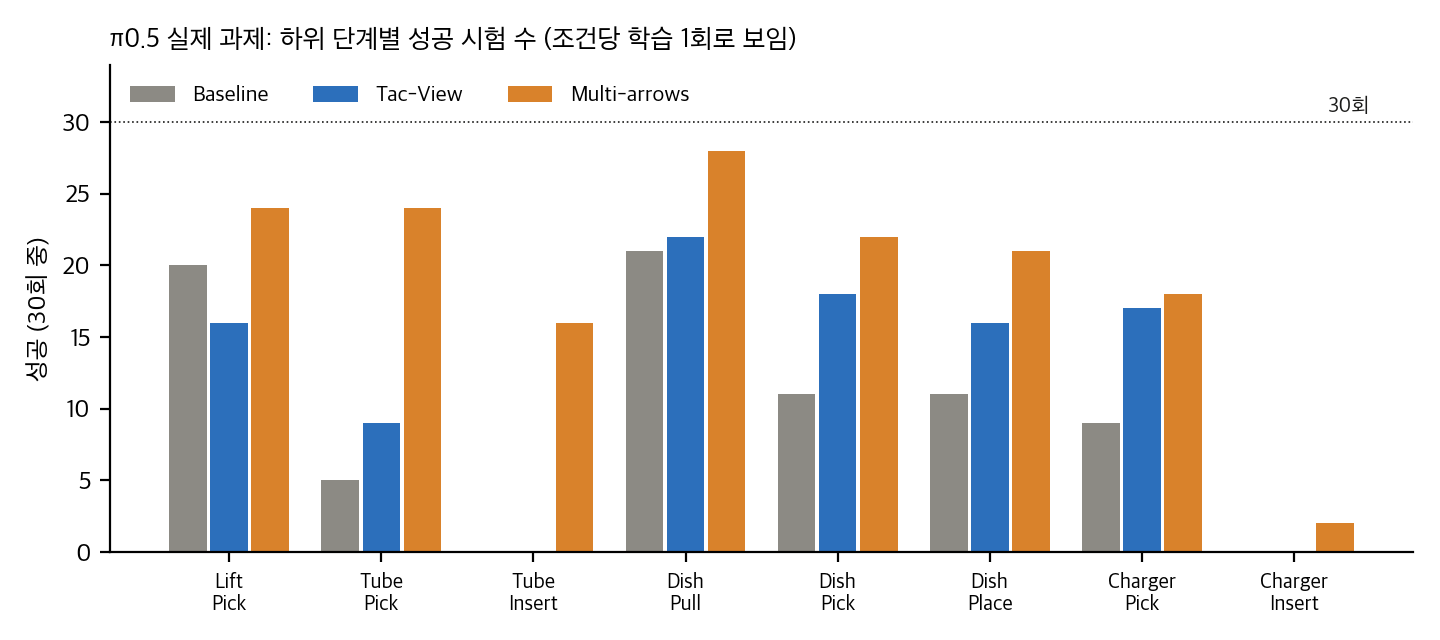 π0.5 실제 과제: 하위 단계별 성공 시험 수 (조건당 학습 1회로 보임)
Baseline
Tac-View
Multi-arrows
30회
성공 (30회 중)
30
25
20
15
10
5
0
Lift
Pick
Tube
Pick
Tube
Insert
Dish
Pull
Dish
Pick
Dish
Place
Charger
Pick
Charger
Insert